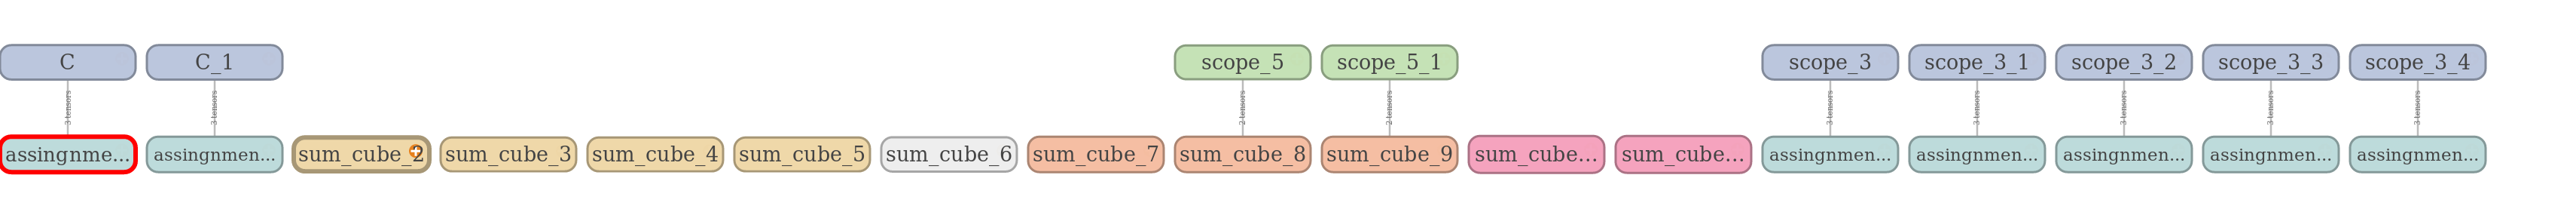 C
C_1
scope_5
scope_5_1
scope_3
scope_3_1
scope_3_2
scope_3_3
scope_3_4
3 tensors
3 tensors
2 tensors
2 tensors
3 tensors
3 tensors
3 tensors
3 tensors
3 tensors
assingnme...
assingnmen...
sum_cube_2
sum_cube_3
sum_cube_4
sum_cube_5
sum_cube_6
sum_cube_7
sum_cube_8
sum_cube_9
sum_cube...
sum_cube...
assingnmen...
assingnmen...
assingnmen...
assingnmen...
assingnmen...